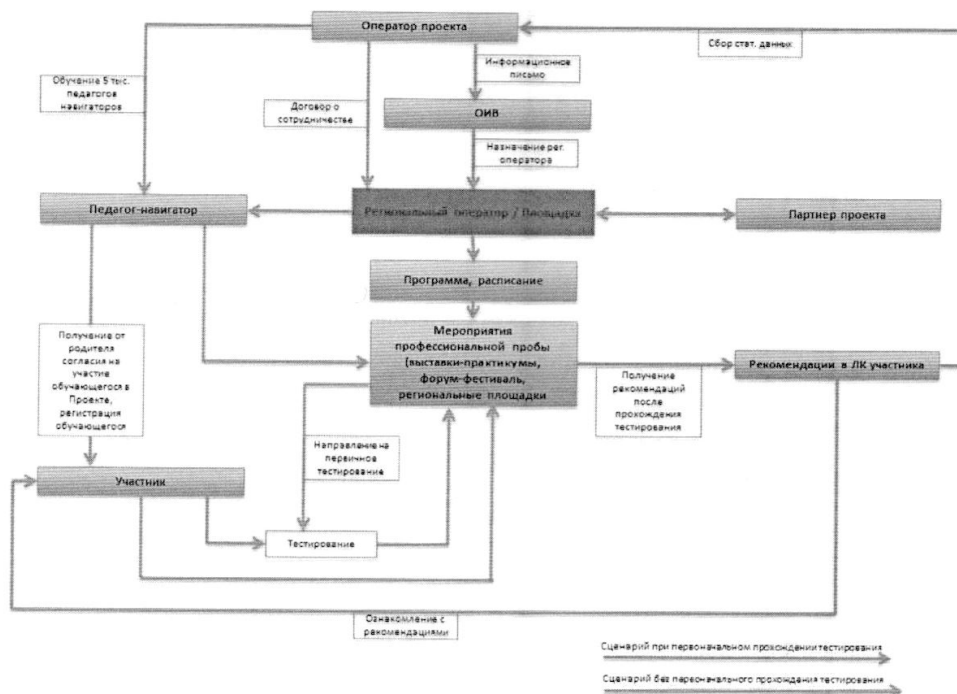 Оператор проекта
Сбор стат. данных
Информационное
письмо
Обучение 5 тыс.
педагогов
навигаторов
Договор о
сотрудничестве
ОИВ
Назначение рег.
оператора
Педагог-навигатор
Региональный оператор / Площадка
Партнер проекта
Программа, расписание
Мероприятия
профессиональной пробы
(выставки-практикумы,
форум-фестиваль,
региональные площадки
Получение от
родителя
согласия на
участие
обучающегося в
Проекте,
регистрация
обучающегося
Рекомендации в ЛК участника
Получение
рекомендаций
после
прохождения
тестирования
Направление на
первичное
тестирование
Участник
Тестирование
Ознакомление с
рекомендациями
Сценарий при первоначальном прохождении тестирования
Сценарий без первоначального прохождения тестирования